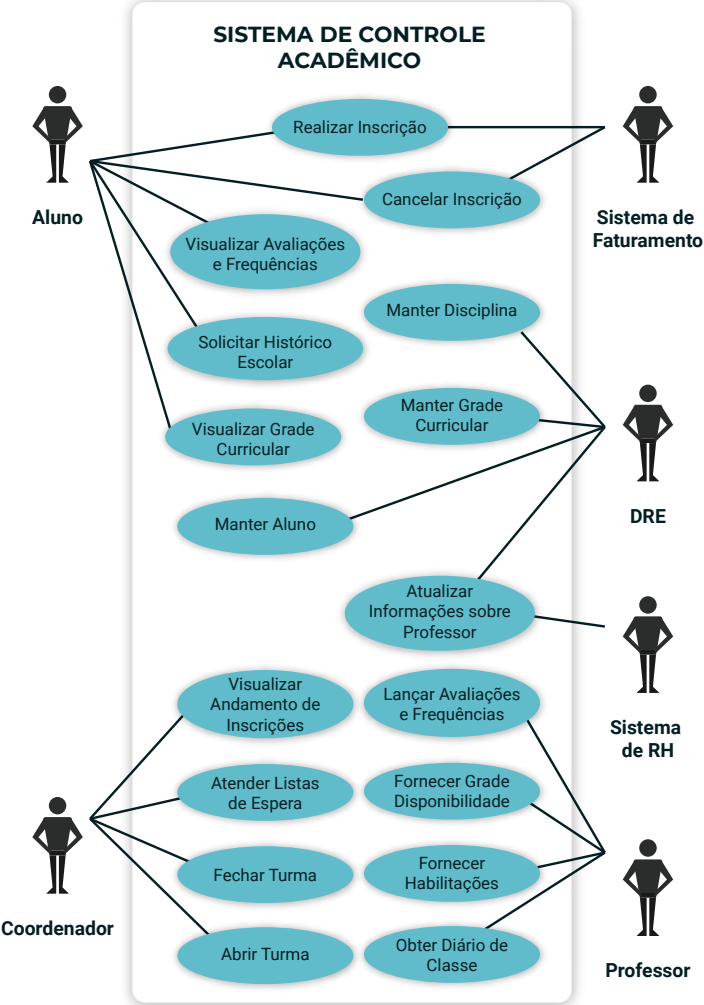 SISTEMA DE CONTROLE
ACADÊMICO
Realizar Inscrição
Cancelar Inscrição
Aluno
Sistema de
Faturamento
Visualizar Avaliações
e Frequências
Manter Disciplina
Solicitar Histórico
Escolar
Manter Grade
Curricular
Visualizar Grade
Curricular
Manter Aluno
DRE
Atualizar
Informações sobre
Professor
Visualizar
Andamento de
Inscrições
Lançar Avaliações
e Frequências
Sistema
de RH
Atender Listas
de Espera
Fornecer Grade
Disponibilidade
Fechar Turma
Fornecer
Habilitações
Coordenador
Abrir Turma
Obter Diário de
Classe
Professor